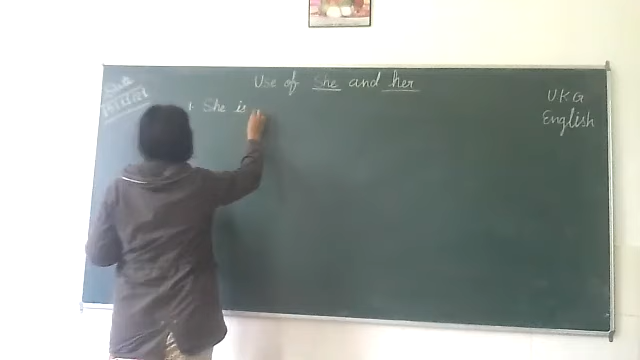 Use of She and her
U.K.G
English
1. She is